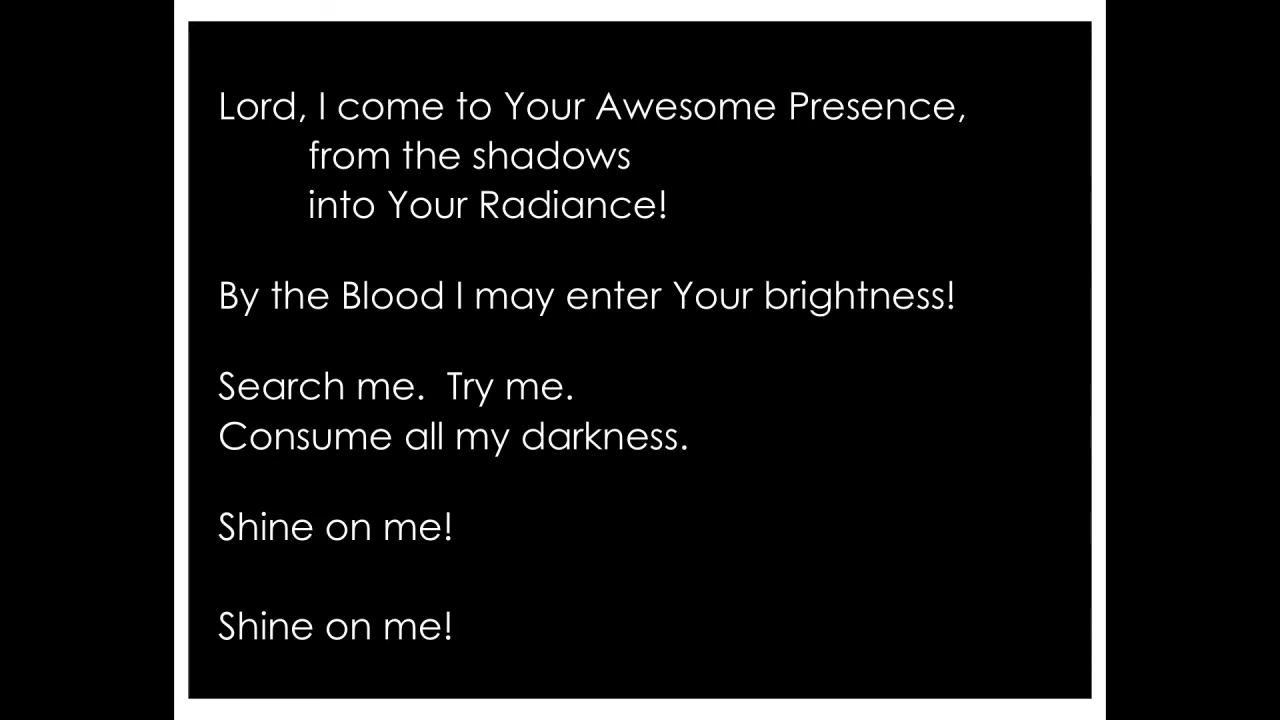 Lord, I come to Your Awesome Presence,
from the shadows
into Your Radiance!
By the Blood I may enter Your brightness!
Search me.  Try me.
Consume all my darkness.
Shine on me!
Shine on me!